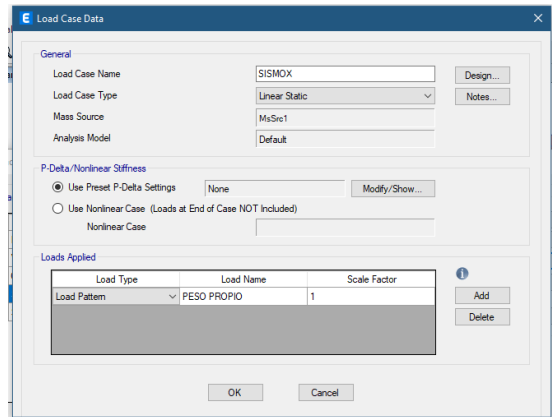 E Load Case Data
General
Load Case Name SISMOX Design...
Load Case Type Linear Static Notes...
Mass Source MsSrc1
Analysis Model Default
P-Delta/Nonlinear Stiffness
Use Preset P-Delta Settings None Modify/Show...
Use Nonlinear Case (Loads at End of Case NOT Included)
Nonlinear Case
Loads Applied
Load Type Load Name Scale Factor
Load Pattern PESO PROPIO 1 Add
Delete
OK Cancel